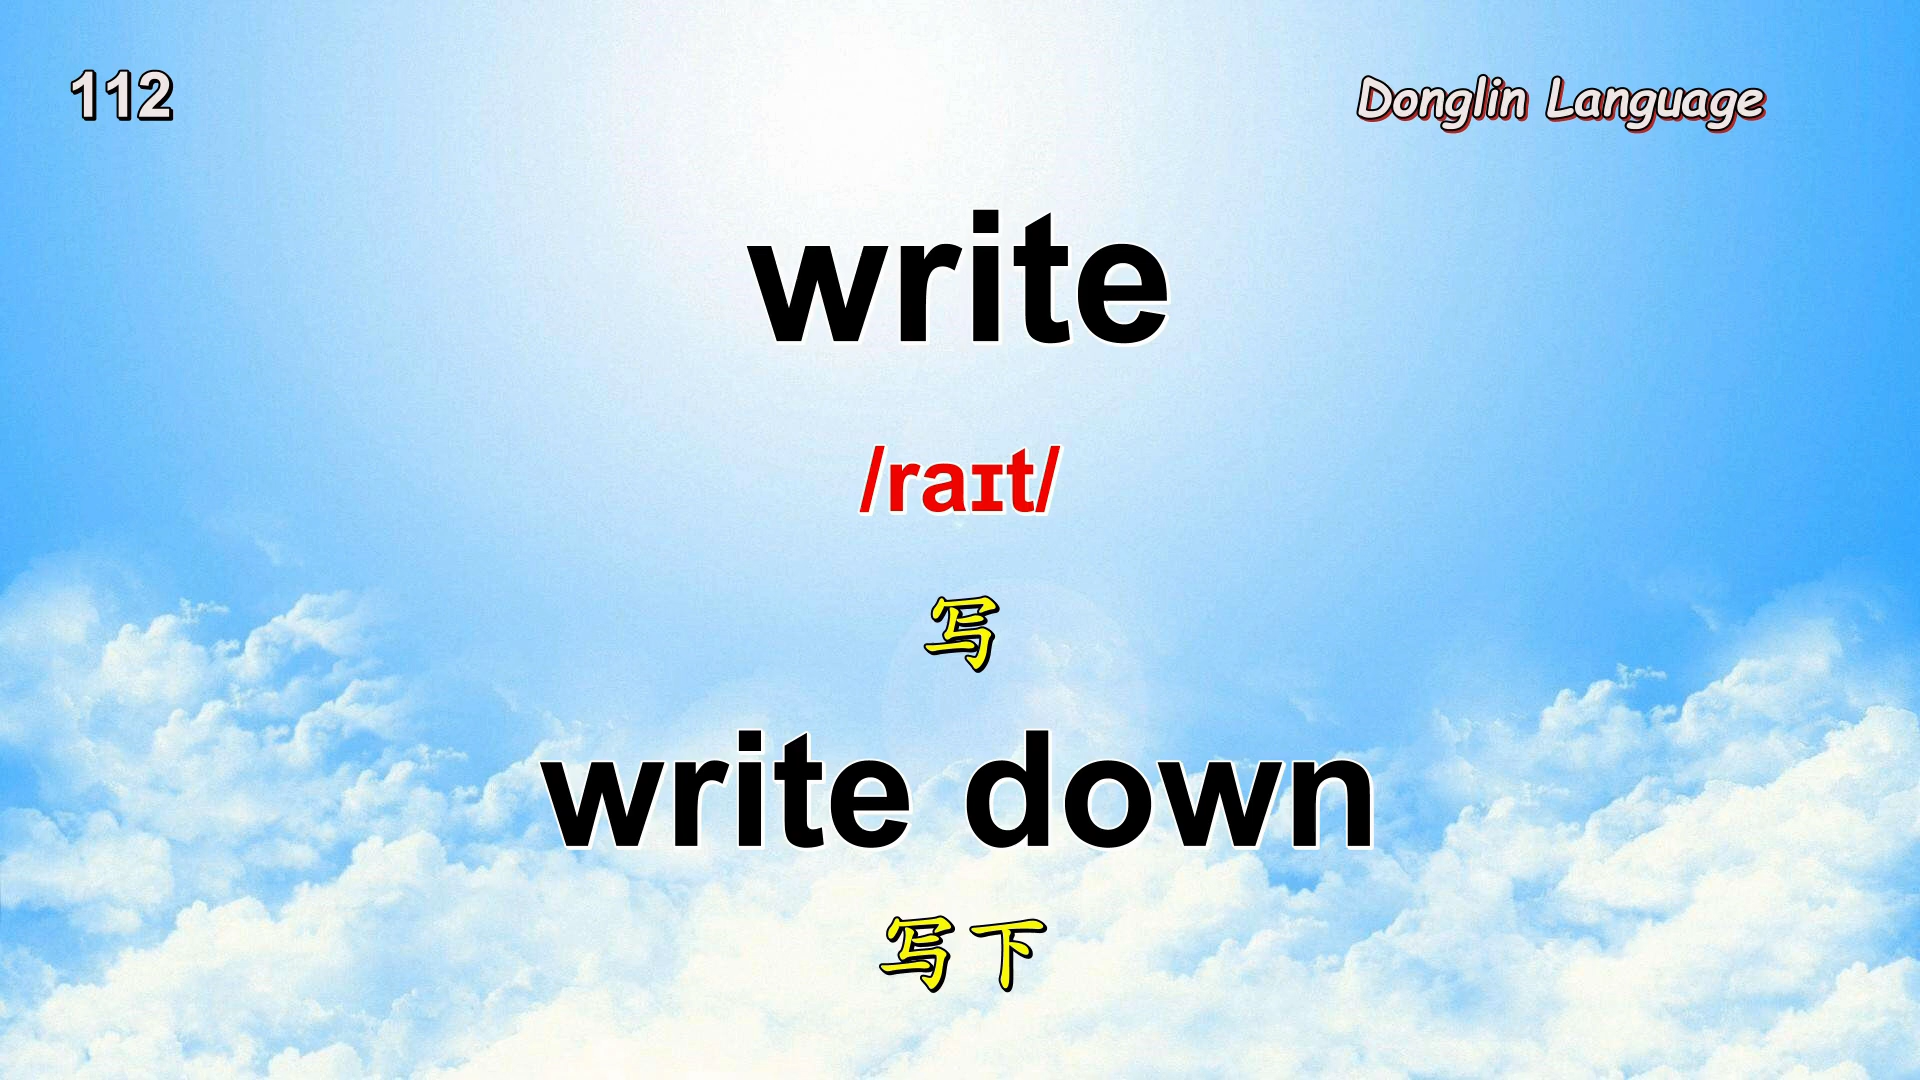 112
Donglin Language
write
/raɪt/
写
write down
写下